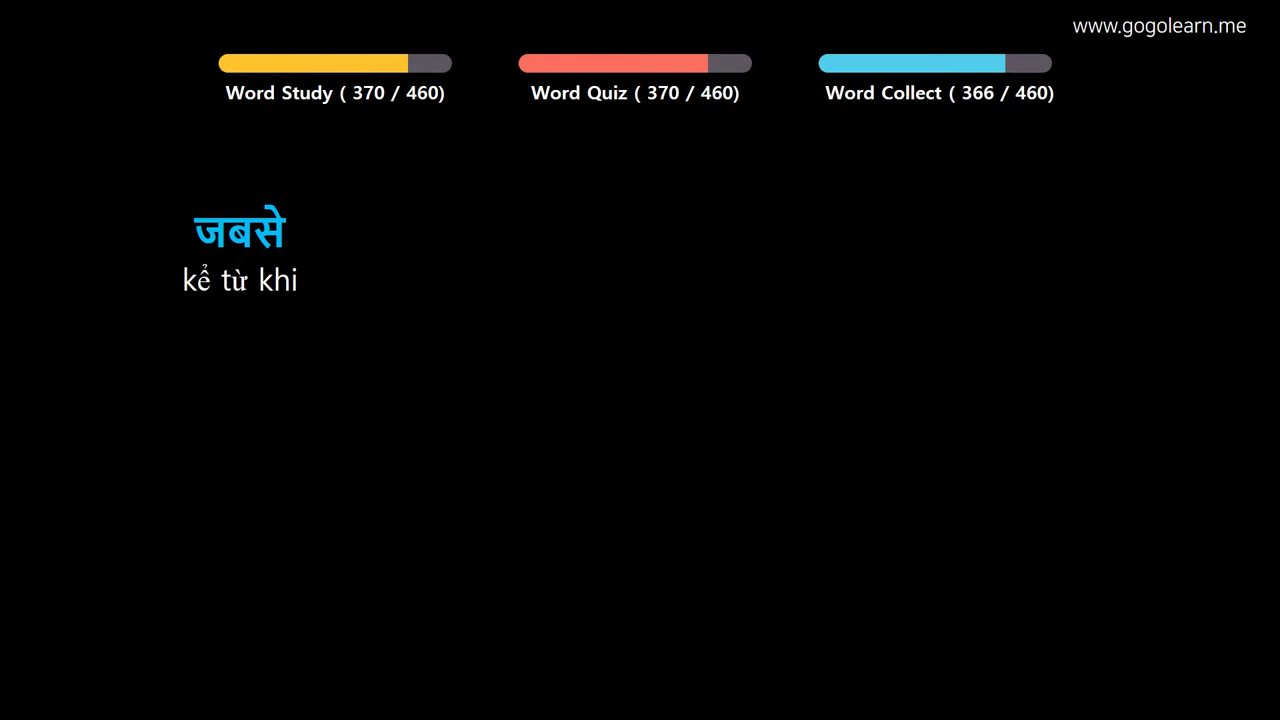 www.gogolearn.me
Word Study ( 370 / 460)
Word Quiz ( 370 / 460)
Word Collect ( 366 / 460)
जबसे
kể từ khi